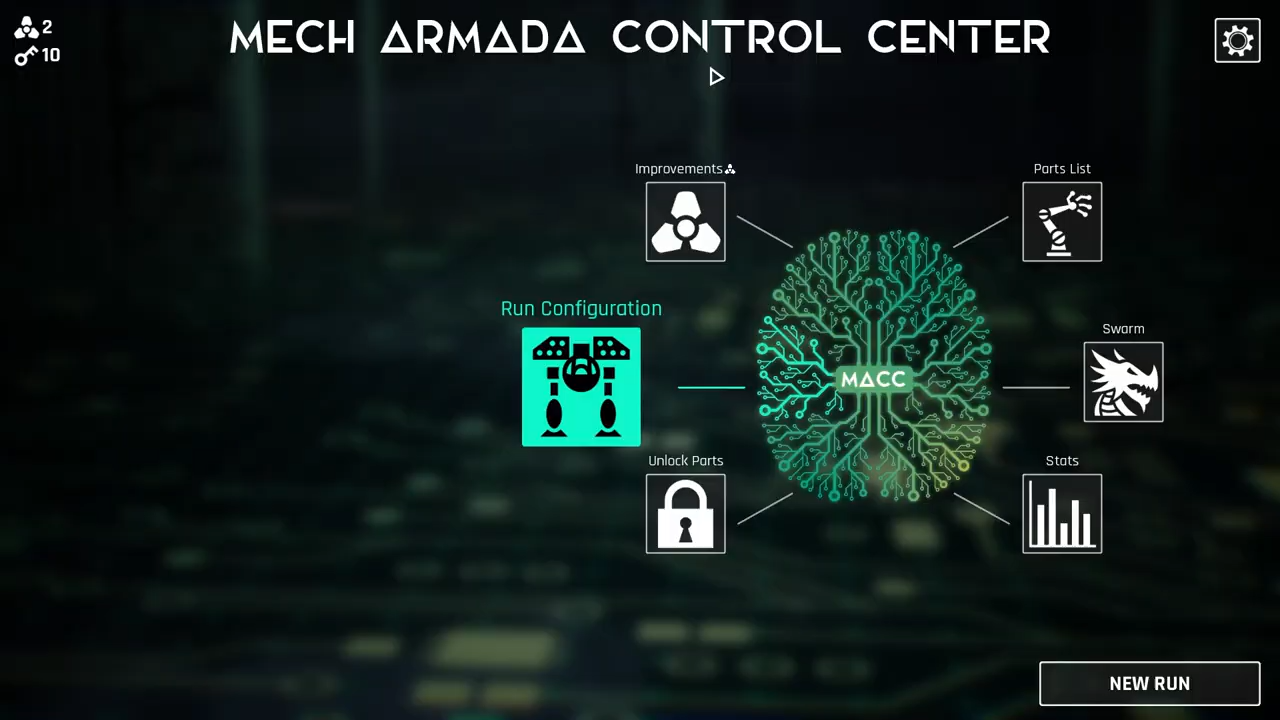 2
10
MECH ARMADA CONTROL CENTER
Improvements
Parts List
Run Configuration
Swarm
MACC
Unlock Parts
Stats
NEW RUN